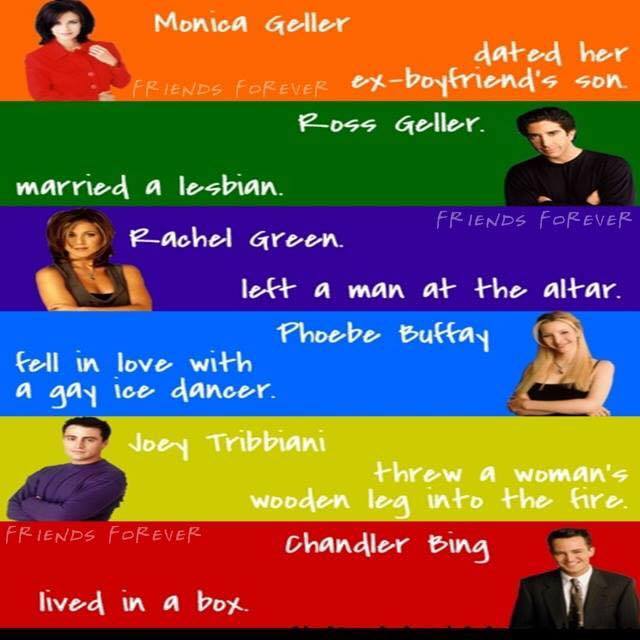 Monica Geller
dated her
ex-boyfriend's son.
FRIENDS FOREVER
Ross Geller.
married a lesbian.
FRIENDS FOREVER
Rachel Green.
left a man at the altar.
Phoebe Buffay
fell in love with
a gay ice dancer.
Joey Tribbiani
threw a woman's
wooden leg into the fire.
FRIENDS FOREVER
Chandler Bing
lived in a box.